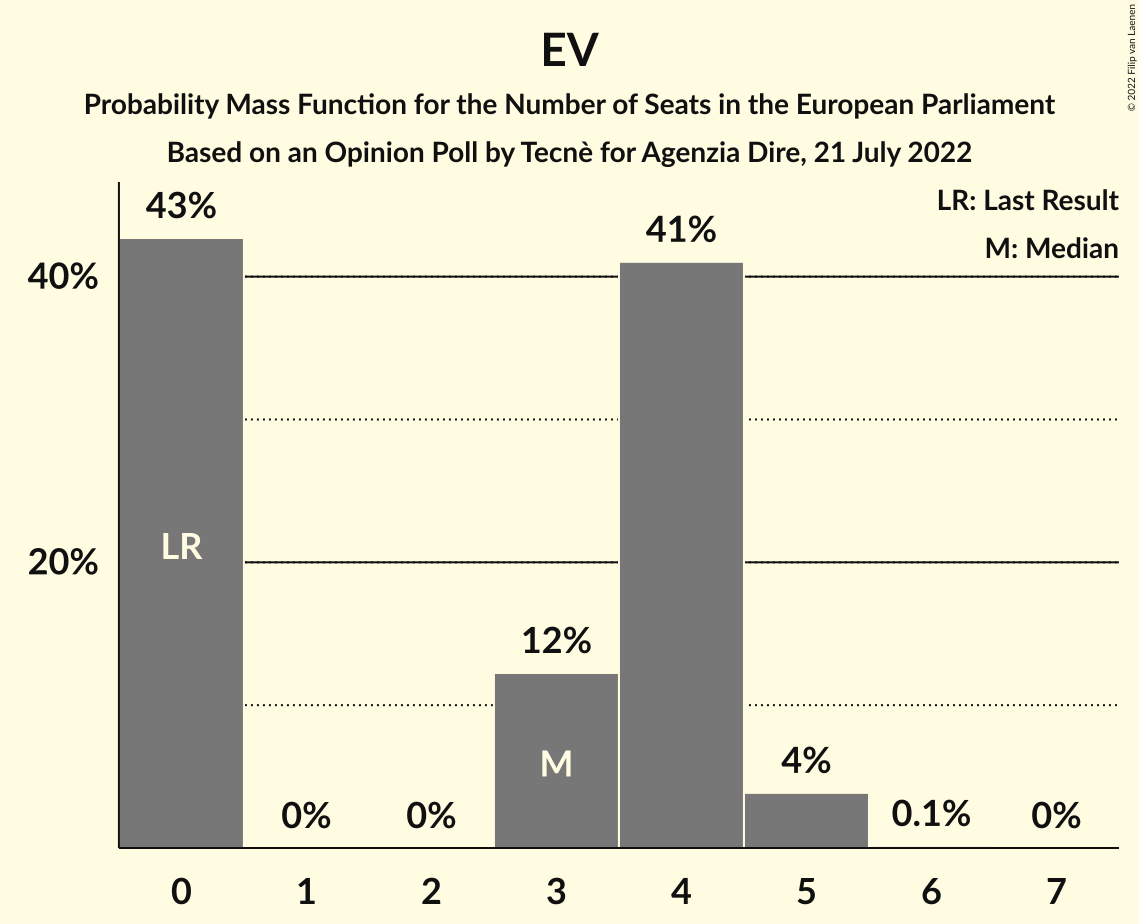 EV
Probability Mass Function for the Number of Seats in the European Parliament
Based on an Opinion Poll by Tecnè for Agenzia Dire, 21 July 2022
© 2022 Filip van Laenen
LR: Last Result
M: Median
43%
41%
40%
LR
20%
12%
M
4%
0%
0%
0.1%
0%
0 1 2 3 4 5 6 7